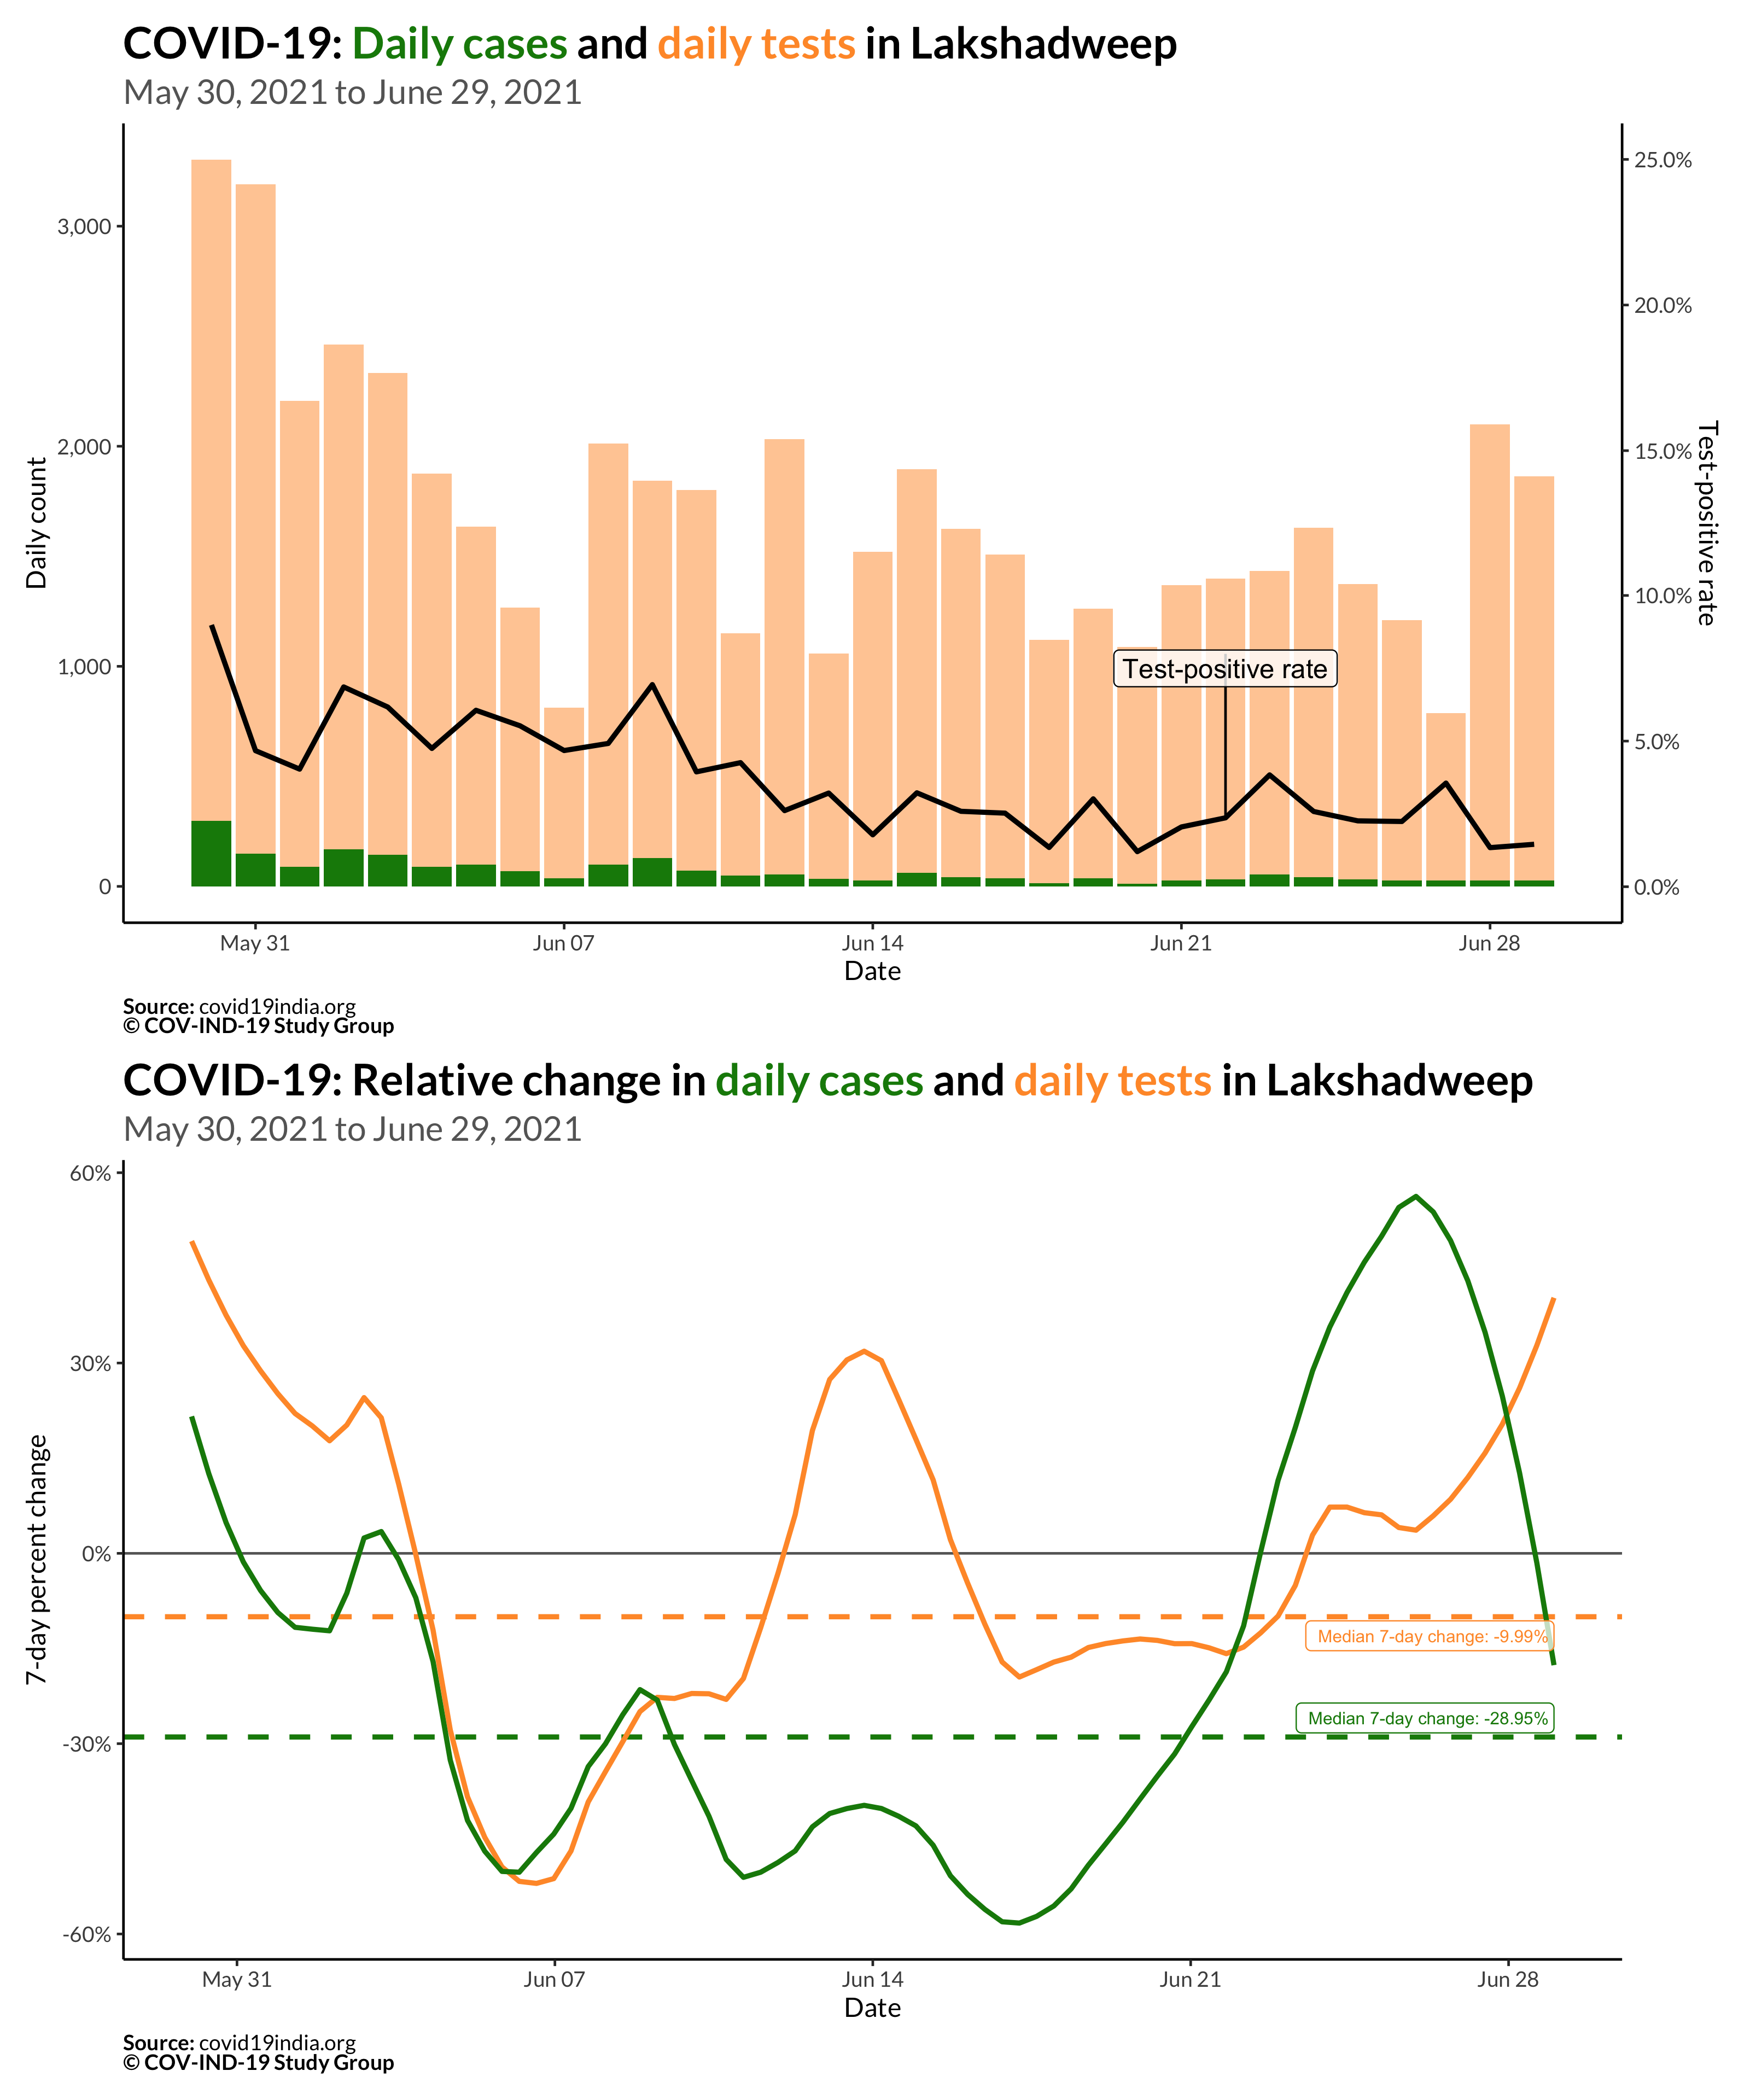 COVID-19: Daily cases and daily tests in Lakshadweep
May 30, 2021 to June 29, 2021
Daily count
3,000
2,000
1,000
0
25.0%
20.0%
15.0%
10.0%
5.0%
0.0%
Test-positive rate
Test-positive rate
May 31
Jun 07
Jun 14
Jun 21
Jun 28
Date
Source: covid19india.org
© COV-IND-19 Study Group
COVID-19: Relative change in daily cases and daily tests in Lakshadweep
May 30, 2021 to June 29, 2021
7-day percent change
60%
30%
0%
-30%
-60%
Median 7-day change: -9.99%
Median 7-day change: -28.95%
May 31
Jun 07
Jun 14
Jun 21
Jun 28
Date
Source: covid19india.org
© COV-IND-19 Study Group